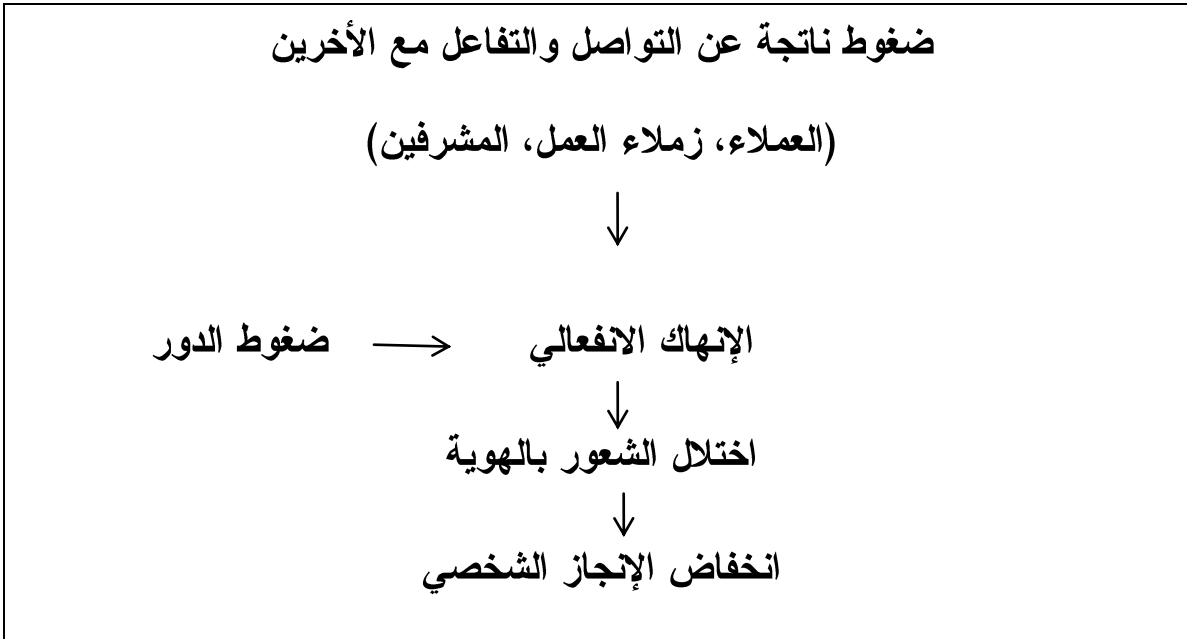 ضغوط ناتجة عن التواصل والتفاعل مع الأخرين
(العملاء، زملاء العمل، المشرفين)
الإنهاك الانفعالي ← ضغوط الدور
اختلال الشعور بالهوية
انخفاض الإنجاز الشخصي